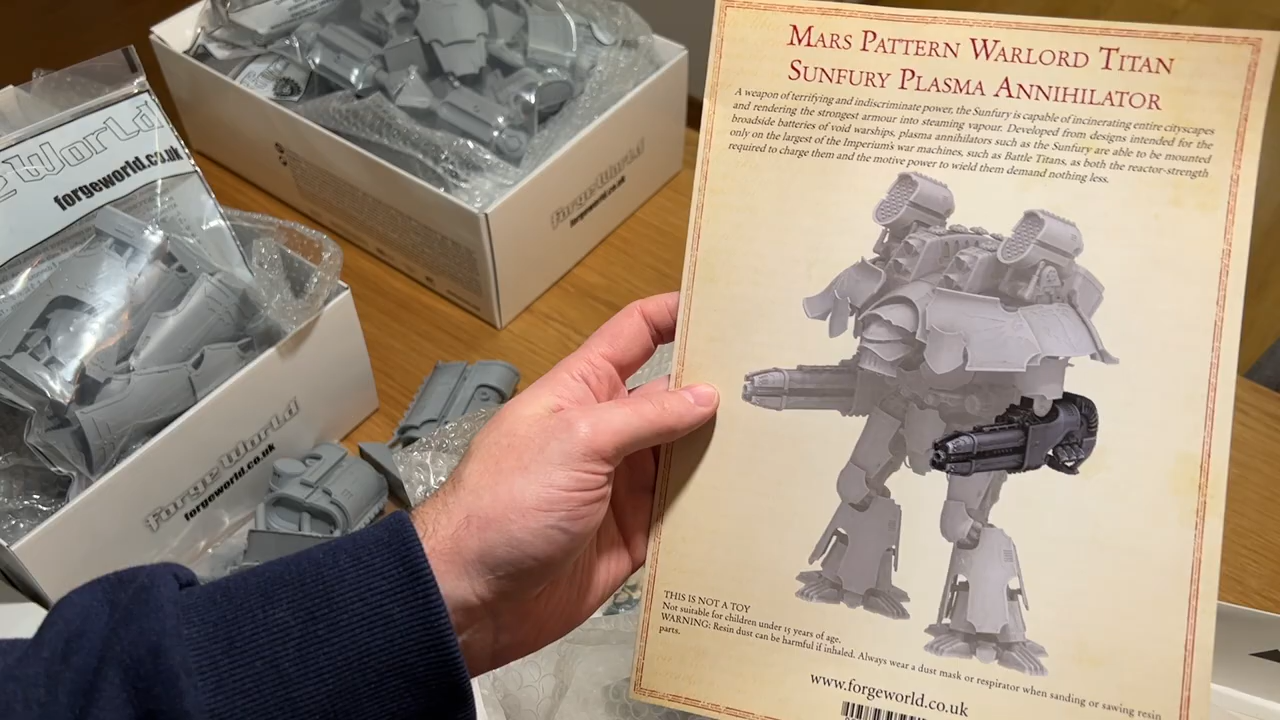 Mars Pattern Warlord Titan
Sunfury Plasma Annihilator
A weapon of terrifying and indiscriminate power, the Sunfury is capable of incinerating entire cityscapes
and rendering the strongest armour into steaming vapour. Developed from designs intended for the
broadside batteries of void warships, plasma annihilators such as the Sunfury are able to be mounted
only on the largest of the Imperium's war machines, such as Battle Titans, as both the reactor-strength
required to charge them and the motive power to wield them demand nothing less.
THIS IS NOT A TOY
Not suitable for children under 15 years of age.
WARNING: Resin dust can be harmful if inhaled. Always wear a dust mask or respirator when sanding or sawing resin
parts.
www.forgeworld.co.uk
e World
forgeworld.co.uk
Forge World
forgeworld.co.uk
Forge World
forgeworld.co.uk